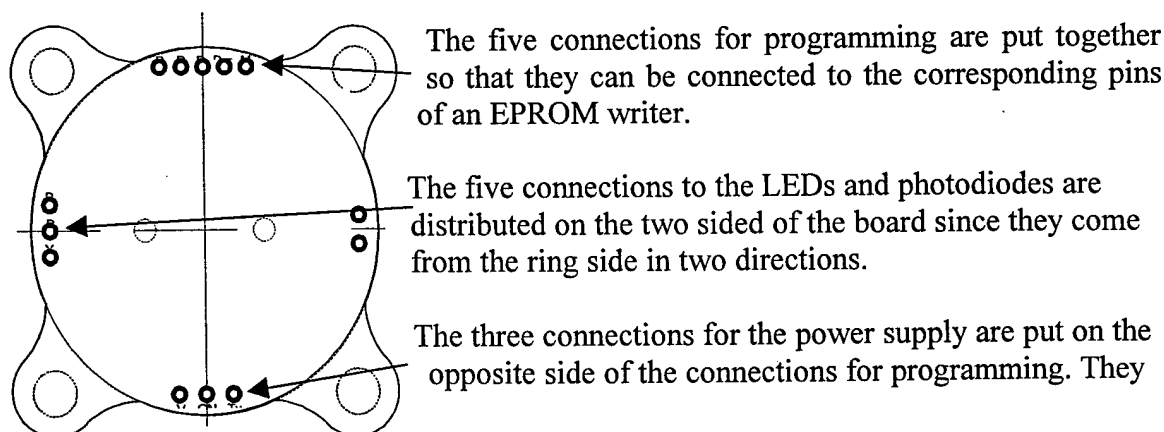 The five connections for programming are put together
so that they can be connected to the corresponding pins
of an EPROM writer.
The five connections to the LEDs and photodiodes are
distributed on the two sided of the board since they come
from the ring side in two directions.
The three connections for the power supply are put on the
opposite side of the connections for programming. They